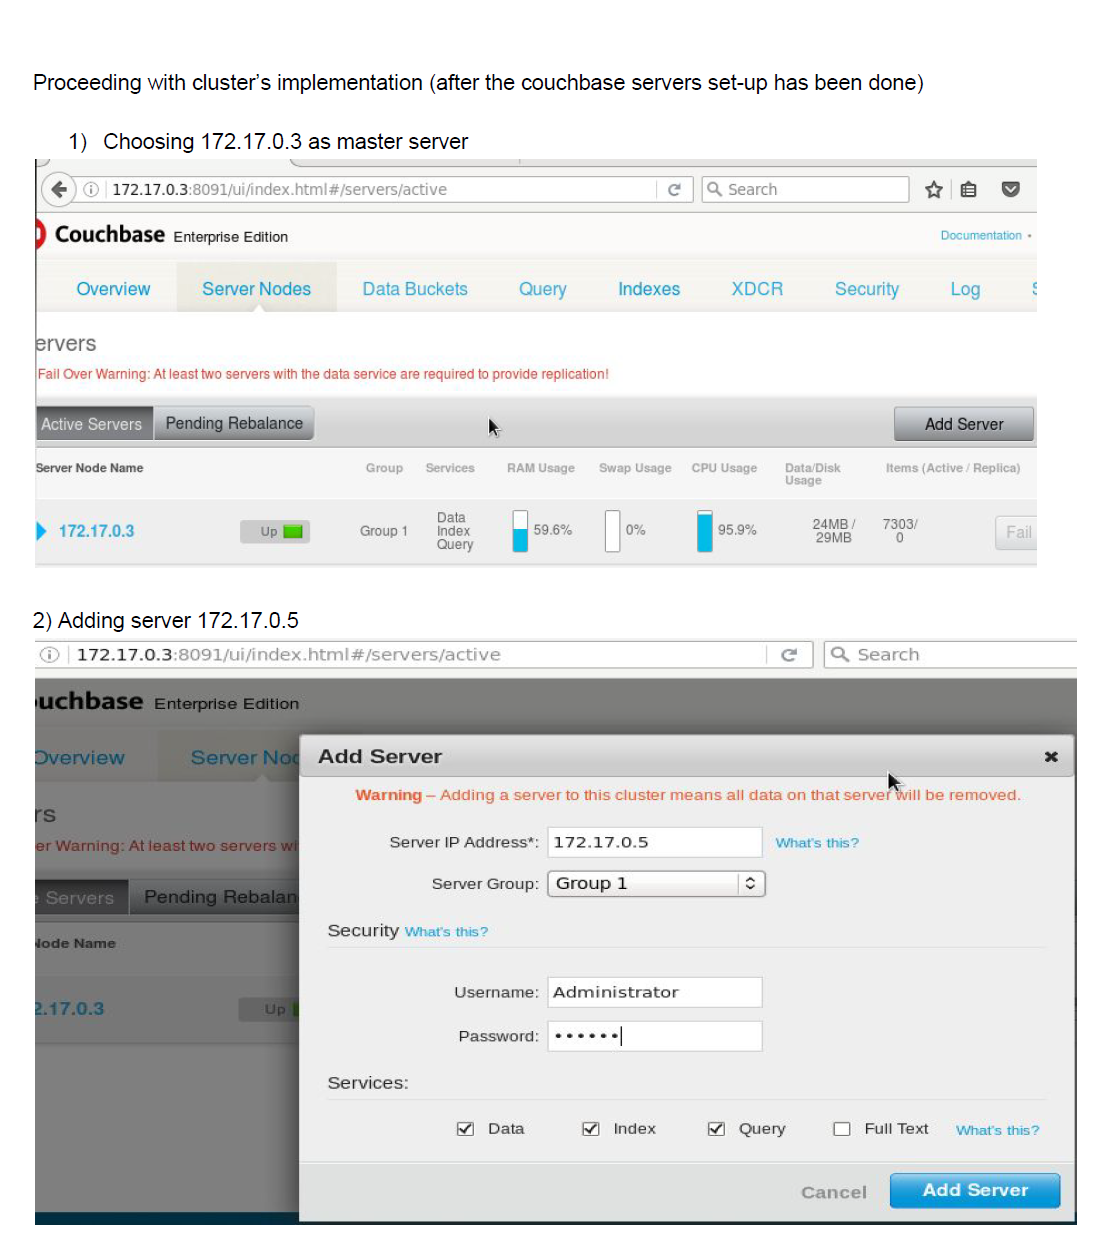 Proceeding with cluster's implementation (after the couchbase servers set-up has been done)
1) Choosing 172.17.0.3 as master server
172.17.0.3:8091/ui/index.html#/servers/active
Search
Couchbase Enterprise Edition
Documentation
Overview Server Nodes Data Buckets Query Indexes XDCR Security Log S
ervers
Fail Over Warning: At least two servers with the data service are required to provide replication!
Active Servers Pending Rebalance Add Server
Server Node Name Group Services RAM Usage Swap Usage CPU Usage Data/Disk Usage Items (Active / Replica)
172.17.0.3 Up Group 1 Data Index Query 59.6% 0% 95.9% 24MB / 29MB 7303/ 0 Fail
2) Adding server 172.17.0.5
172.17.0.3:8091/ui/index.html#/servers/active
Search
uchbase Enterprise Edition
Overview Server Noc
rs
er Warning: At least two servers wi
Servers Pending Rebalan
Node Name
2.17.0.3 Up
Add Server
Warning – Adding a server to this cluster means all data on that server will be removed.
Server IP Address*: 172.17.0.5 What's this?
Server Group: Group 1
Security What's this?
Username: Administrator
Password: ••••••
Services:
Data Index Query Full Text What's this?
Cancel Add Server